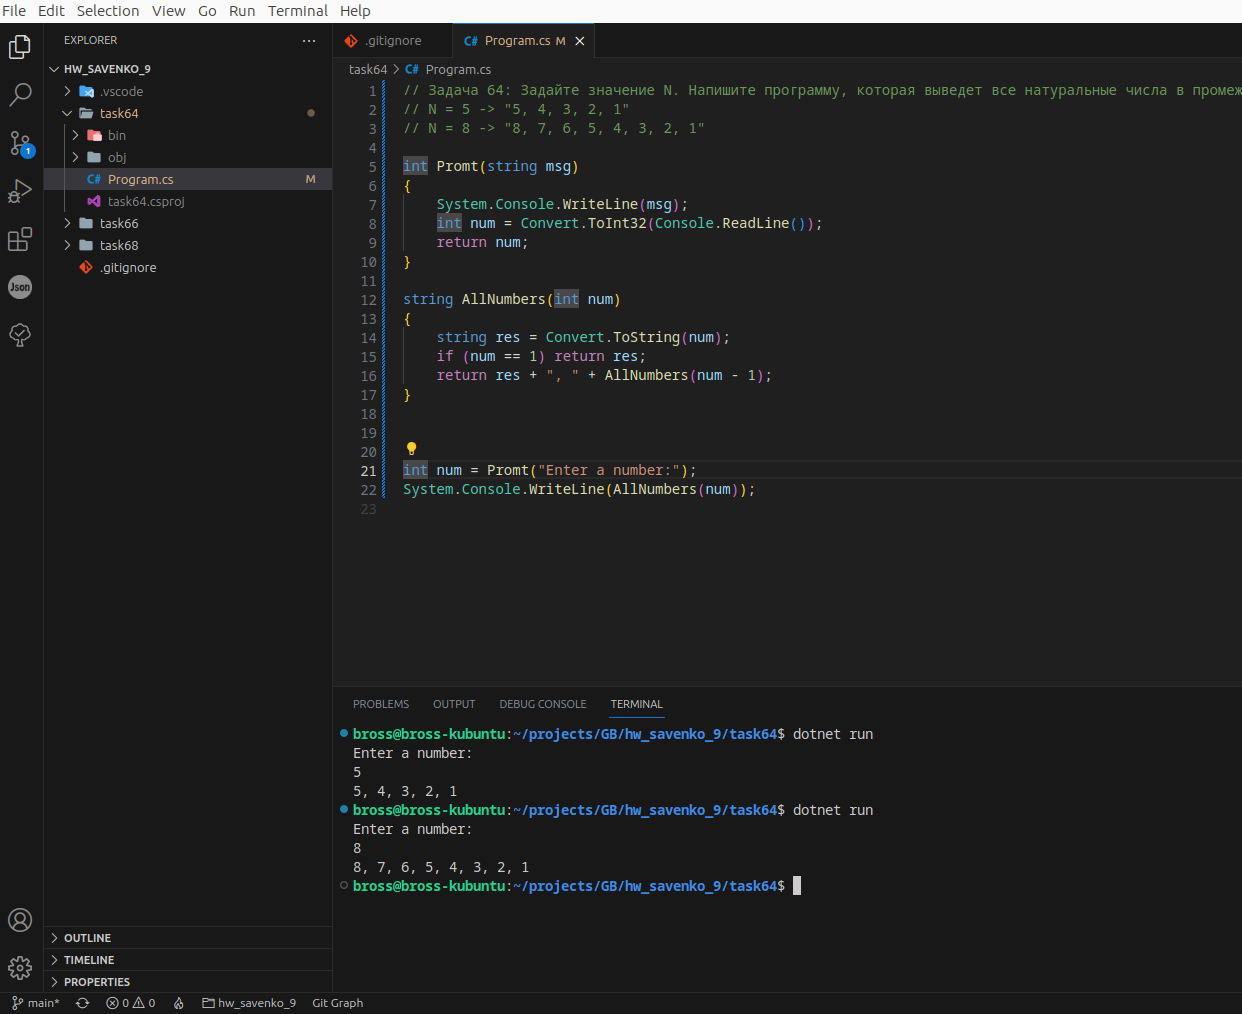 File Edit Selection View Go Run Terminal Help
EXPLORER ...
.gitignore
C# Program.cs M
HW_SAVENKO_9
.vscode
task64
bin
obj
C# Program.cs M
task64.csproj
task66
task68
.gitignore
1
Json
task64 > C# Program.cs
1 // Задача 64: Задайте значение N. Напишите программу, которая выведет все натуральные числа в промеж
2 // N = 5 -> "5, 4, 3, 2, 1"
3 // N = 8 -> "8, 7, 6, 5, 4, 3, 2, 1"
4
5 int Promt(string msg)
6 {
7 System.Console.WriteLine(msg);
8 int num = Convert.ToInt32(Console.ReadLine());
9 return num;
10 }
11
12 string AllNumbers(int num)
13 {
14 string res = Convert.ToString(num);
15 if (num == 1) return res;
16 return res + ", " + AllNumbers(num - 1);
17 }
18
19
20
21 int num = Promt("Enter a number:");
22 System.Console.WriteLine(AllNumbers(num));
23
PROBLEMS OUTPUT DEBUG CONSOLE TERMINAL
bross@bross-kubuntu:~/projects/GB/hw_savenko_9/task64$ dotnet run
Enter a number:
5
5, 4, 3, 2, 1
bross@bross-kubuntu:~/projects/GB/hw_savenko_9/task64$ dotnet run
Enter a number:
8
8, 7, 6, 5, 4, 3, 2, 1
bross@bross-kubuntu:~/projects/GB/hw_savenko_9/task64$
OUTLINE
TIMELINE
PROPERTIES
main* 0 0 hw_savenko_9 Git Graph